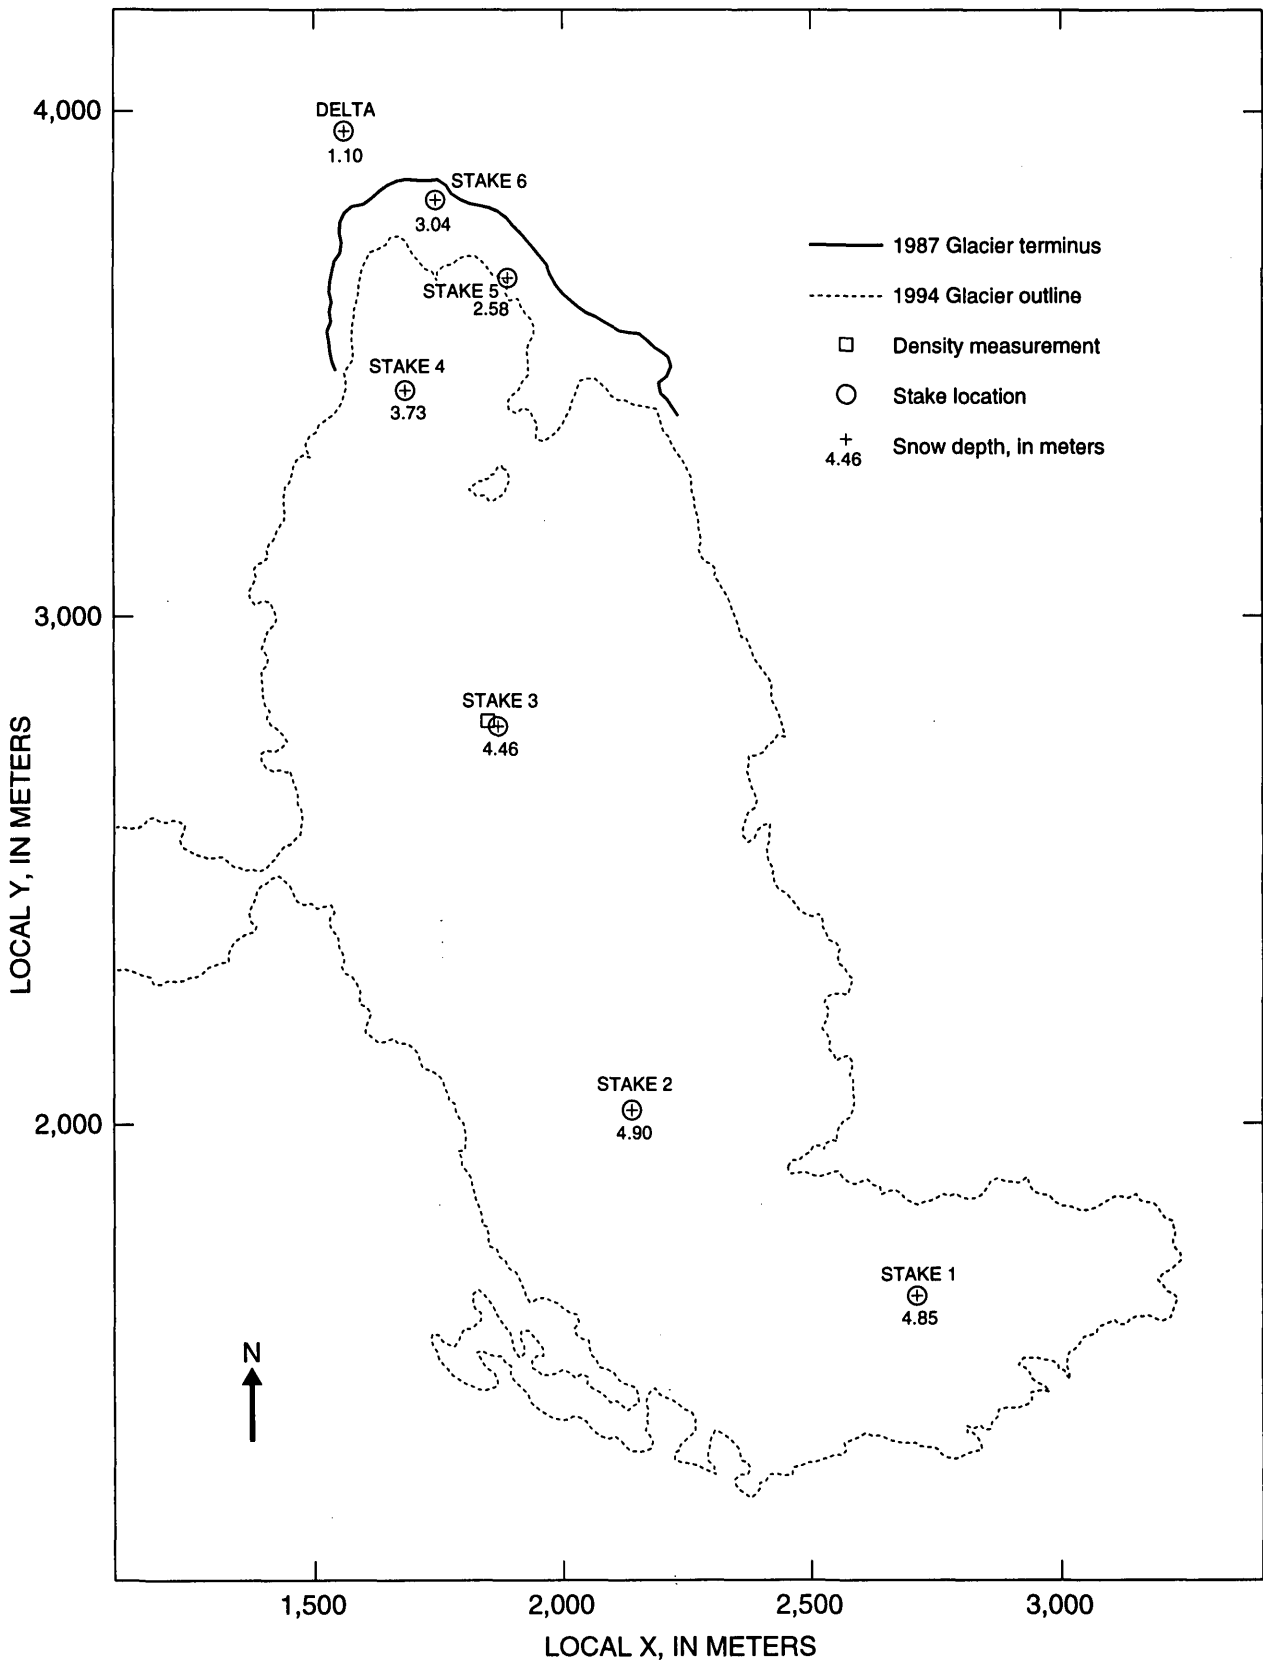 4,000
DELTA
1.10
STAKE 6
3.04
1987 Glacier terminus
STAKE 5
2.58
1994 Glacier outline
Density measurement
STAKE 4
3.73
Stake location
4.46
Snow depth, in meters
3,000
STAKE 3
4.46
LOCAL Y, IN METERS
STAKE 2
4.90
2,000
STAKE 1
4.85
N
1,500
2,000
2,500
3,000
LOCAL X, IN METERS